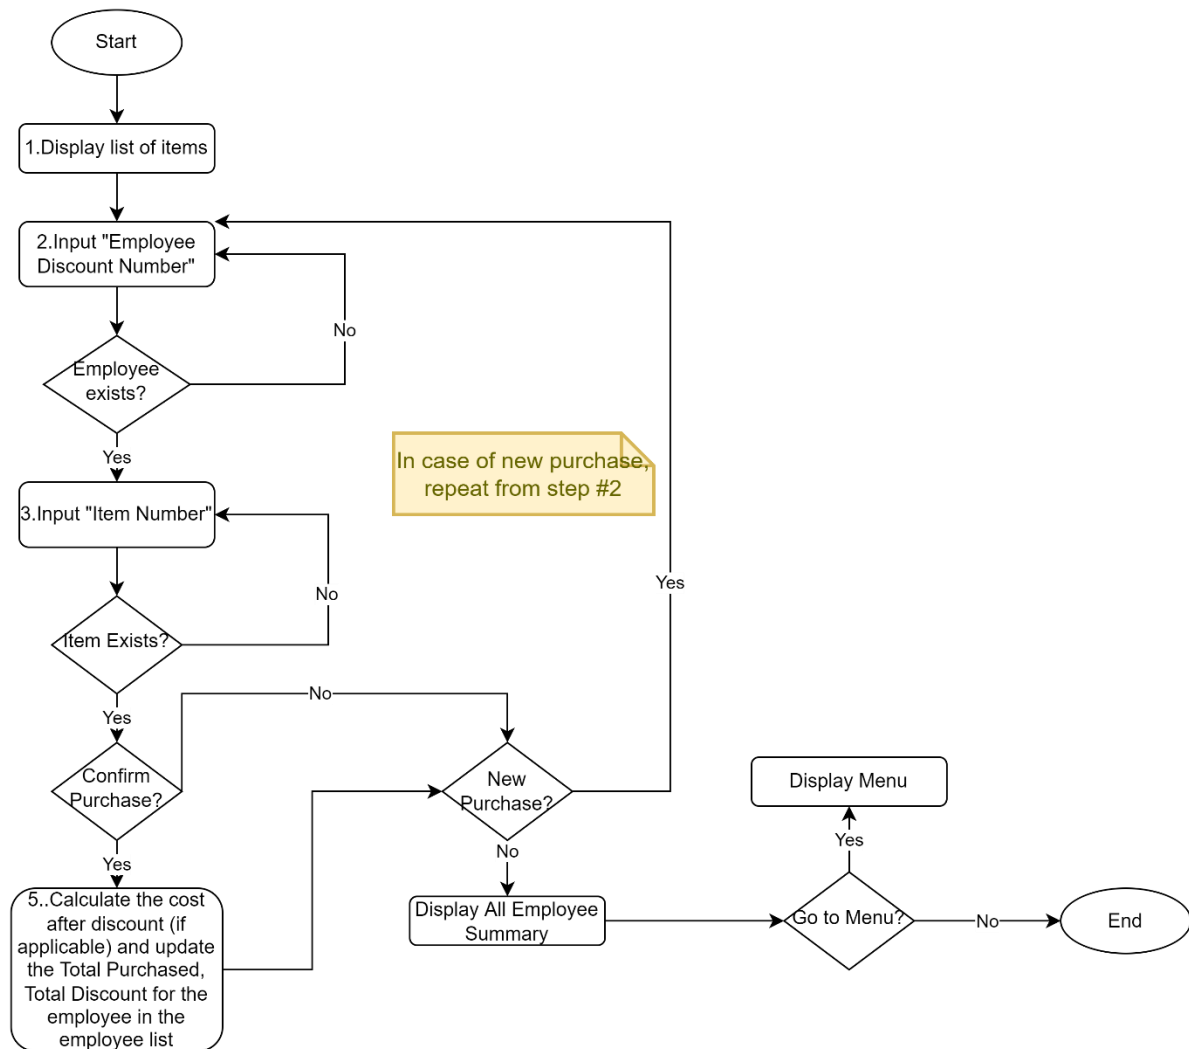 Start
1.Display list of items
2.Input "Employee
Discount Number"
No
Employee
exists?
Yes
In case of new purchase,
repeat from step #2
3.Input "Item Number"
No
Yes
Item Exists?
No
Yes
Confirm
Purchase?
New
Purchase?
Display Menu
Yes
No
Yes
5..Calculate the cost
after discount (if
applicable) and update
the Total Purchased,
Total Discount for the
employee in the
employee list
Display All Employee
Summary
Go to Menu?
No
End